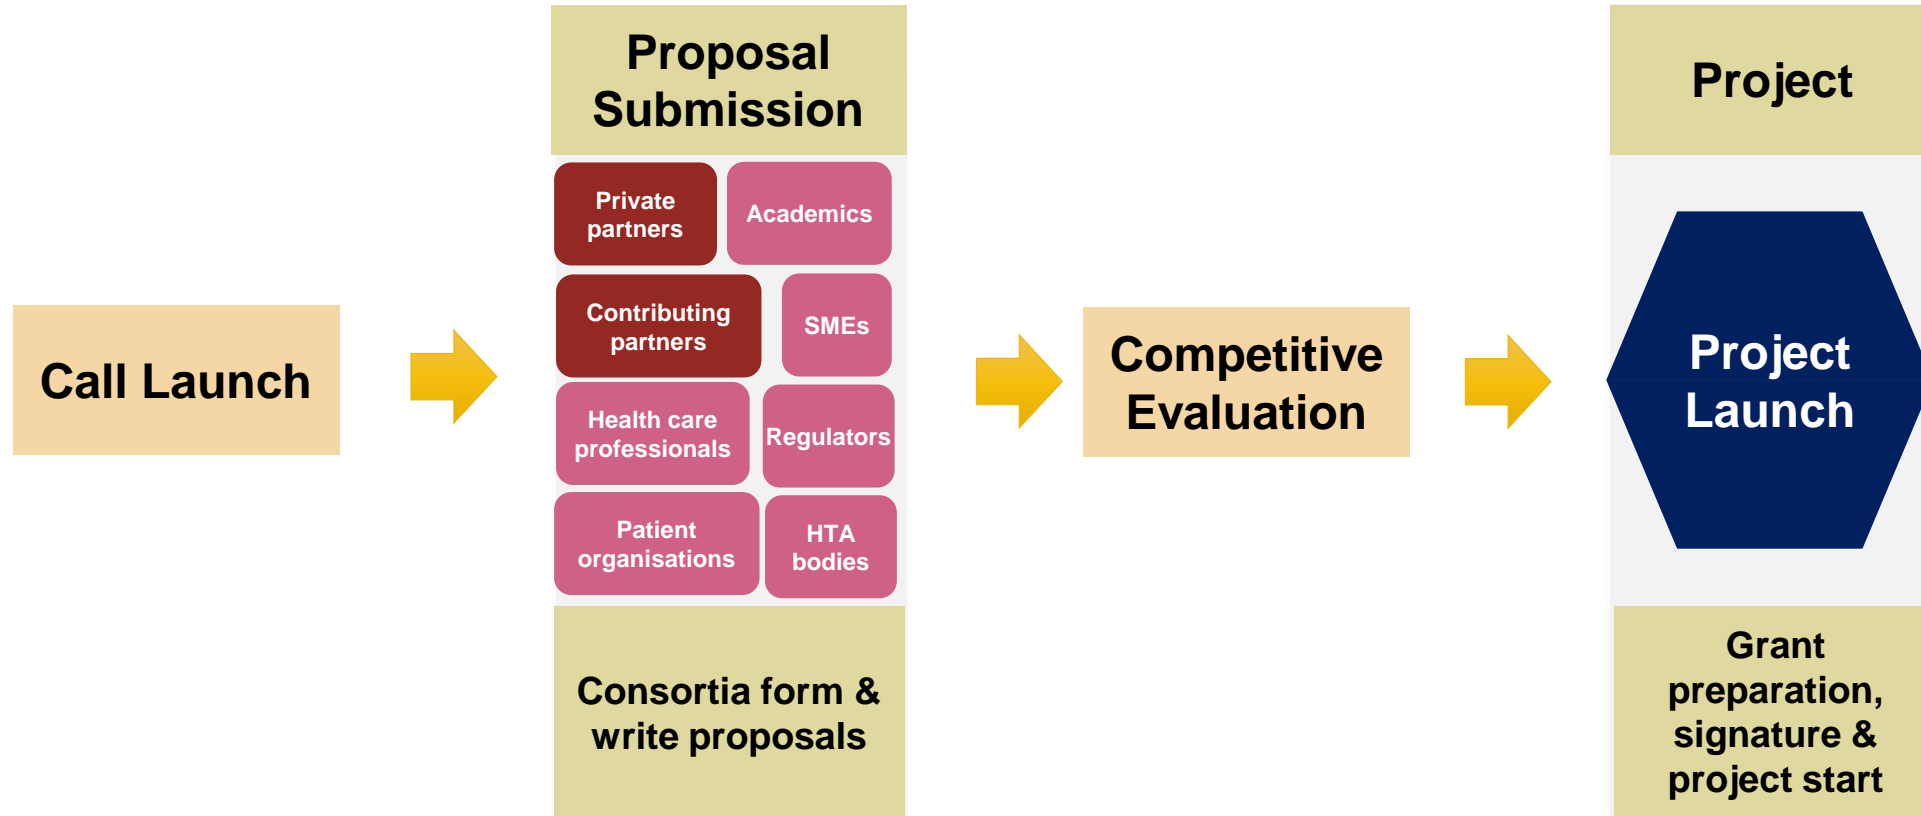 Call Launch
Proposal
Submission
Private
partners
Academics
Contributing
partners
SMEs
Health care
professionals
Regulators
Patient
organisations
HTA
bodies
Consortia form &
write proposals
Competitive
Evaluation
Project
Project
Launch
Grant
preparation,
signature &
project start